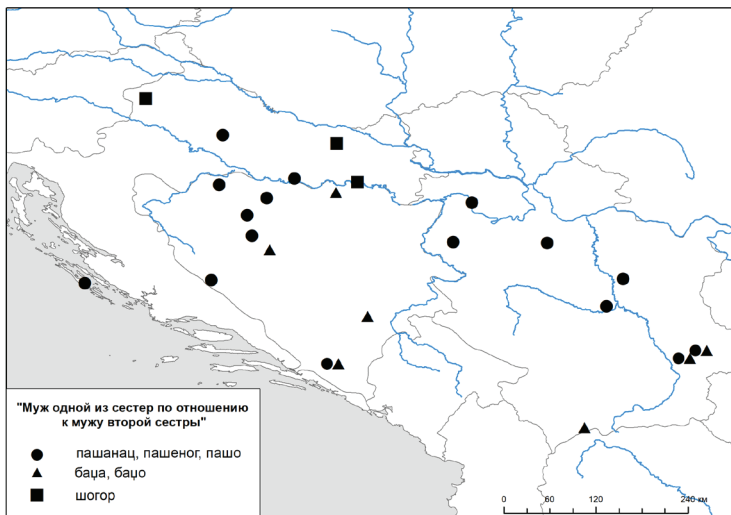 "Муж одной из сестер по отношению
к мужу второй сестры"
пашанац, пашеног, пашо
баџа, баџо
шогор
0 60 120 240 км